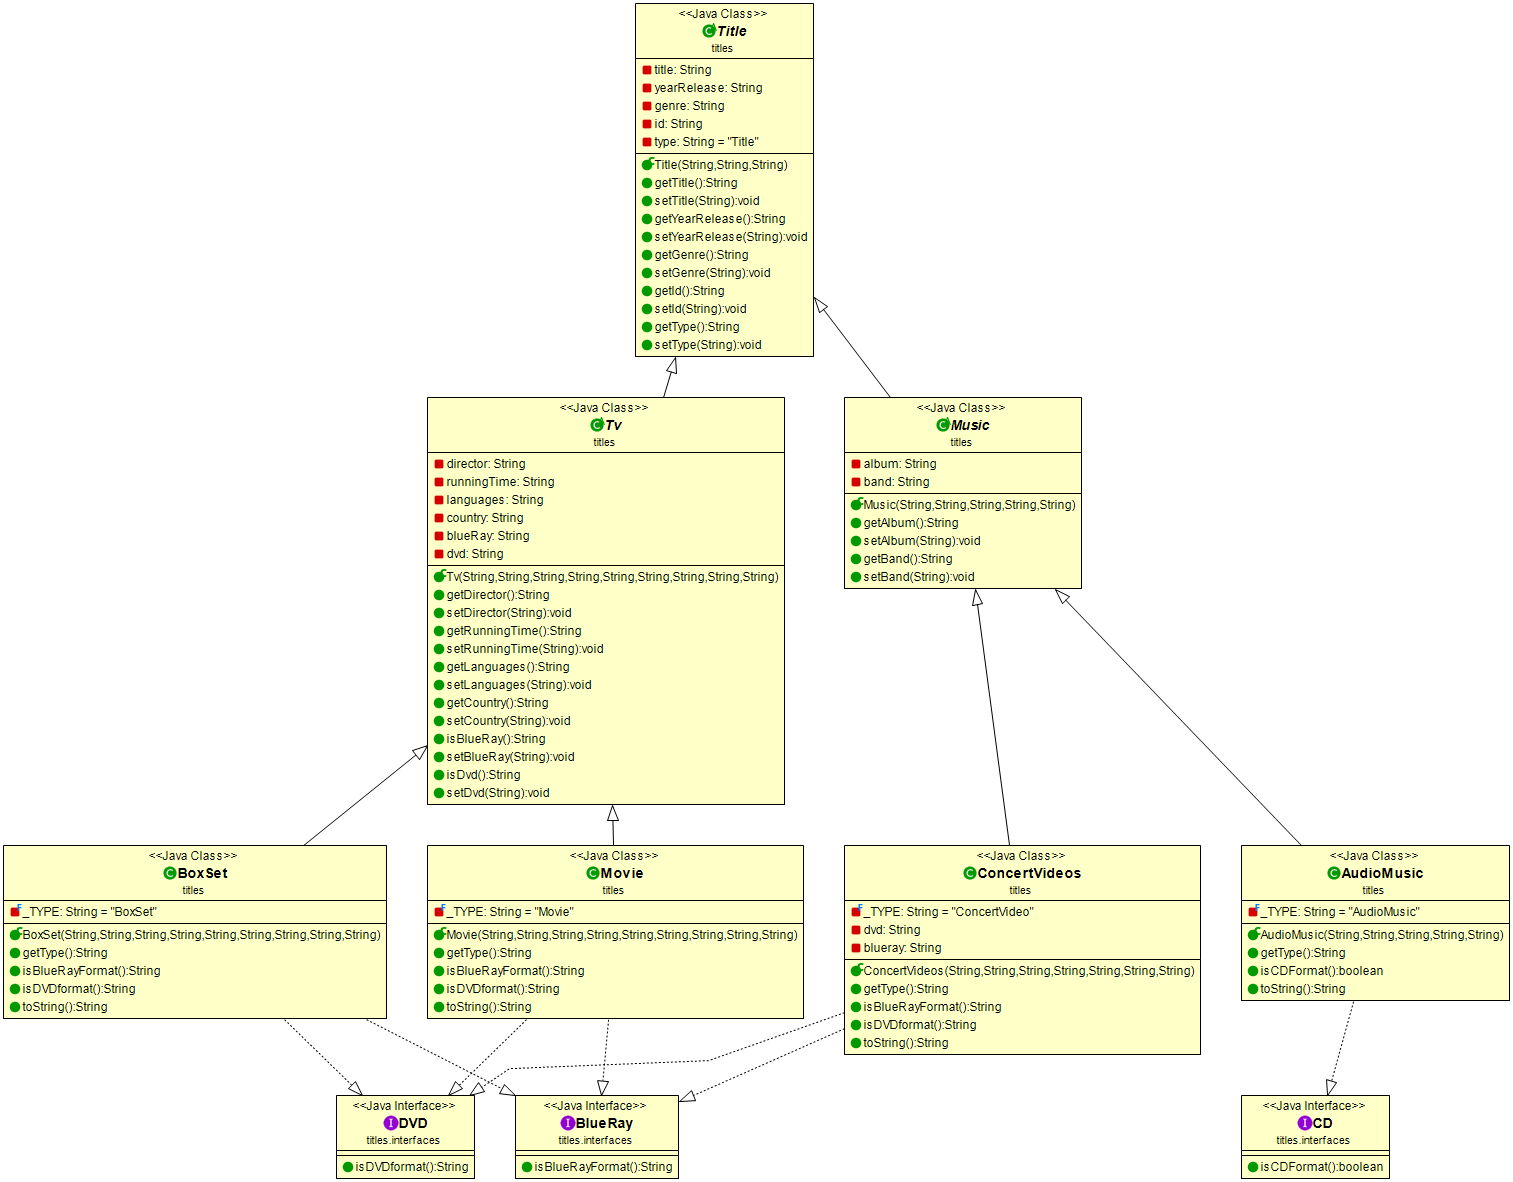 <<Java Class>>
Title
titles
title: String
yearRelease: String
genre: String
id: String
type: String = "Title"
Title(String,String,String)
getTitle():String
setTitle(String):void
getYearRelease():String
setYearRelease(String):void
getGenre():String
setGenre(String):void
getId():String
setId(String):void
getType():String
setType(String):void
<<Java Class>>
Tv
titles
director: String
runningTime: String
languages: String
country: String
blueRay: String
dvd: String
Tv(String,String,String,String,String,String,String,String,String)
getDirector():String
setDirector(String):void
getRunningTime():String
setRunningTime(String):void
getLanguages():String
setLanguages(String):void
getCountry():String
setCountry(String):void
isBlueRay():String
setBlueRay(String):void
isDvd():String
setDvd(String):void
<<Java Class>>
Music
titles
album: String
band: String
Music(String,String,String,String,String)
getAlbum():String
setAlbum(String):void
getBand():String
setBand(String):void
<<Java Class>>
BoxSet
titles
_TYPE: String = "BoxSet"
BoxSet(String,String,String,String,String,String,String,String,String)
getType():String
isBlueRayFormat():String
isDVDformat():String
toString():String
<<Java Class>>
Movie
titles
_TYPE: String = "Movie"
Movie(String,String,String,String,String,String,String,String,String)
getType():String
isBlueRayFormat():String
isDVDformat():String
toString():String
<<Java Class>>
ConcertVideos
titles
_TYPE: String = "ConcertVideo"
dvd: String
blueray: String
ConcertVideos(String,String,String,String,String,String,String)
getType():String
isBlueRayFormat():String
isDVDformat():String
toString():String
<<Java Class>>
AudioMusic
titles
_TYPE: String = "AudioMusic"
AudioMusic(String,String,String,String,String)
getType():String
isCDFormat():boolean
toString():String
<<Java Interface>>
DVD
titles.interfaces
isDVDformat():String
<<Java Interface>>
BlueRay
titles.interfaces
isBlueRayFormat():String
<<Java Interface>>
CD
titles.interfaces
isCDFormat():boolean